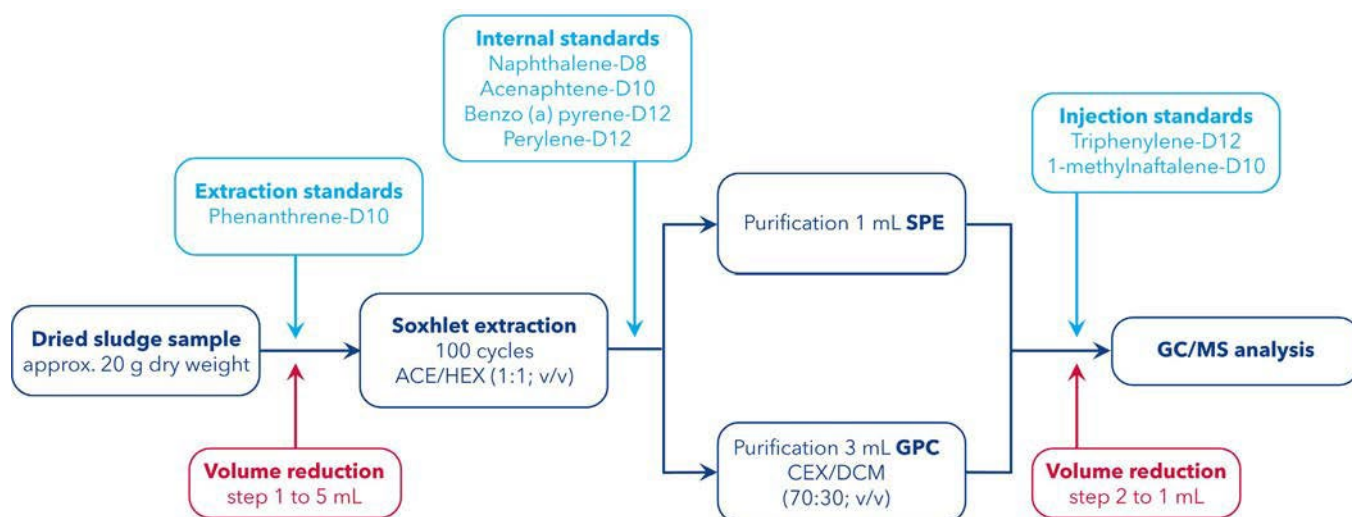 Internal standards
Naphthalene-D8
Acenaphtene-D10
Benzo (a) pyrene-D12
Perylene-D12
Injection standards
Triphenylene-D12
1-methylnaftalene-D10
Extraction standards
Phenanthrene-D10
Purification 1 mL SPE
Dried sludge sample
approx. 20 g dry weight
Soxhlet extraction
100 cycles
ACE/HEX (1:1; v/v)
GC/MS analysis
Purification 3 mL GPC
CEX/DCM
(70:30; v/v)
Volume reduction
step 1 to 5 mL
Volume reduction
step 2 to 1 mL